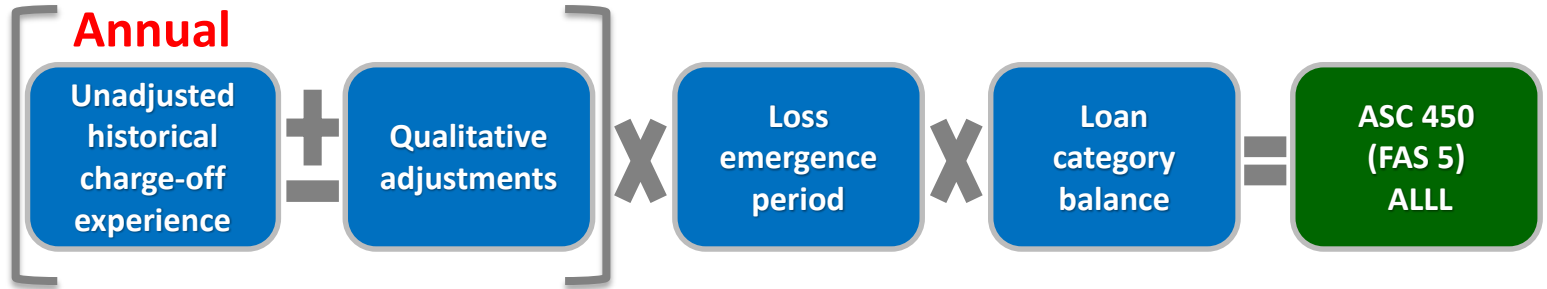 Annual
Unadjusted
historical
charge-off
experience
Qualitative
adjustments
Loss
emergence
period
Loan
category
balance
ASC 450
(FAS 5)
ALLL